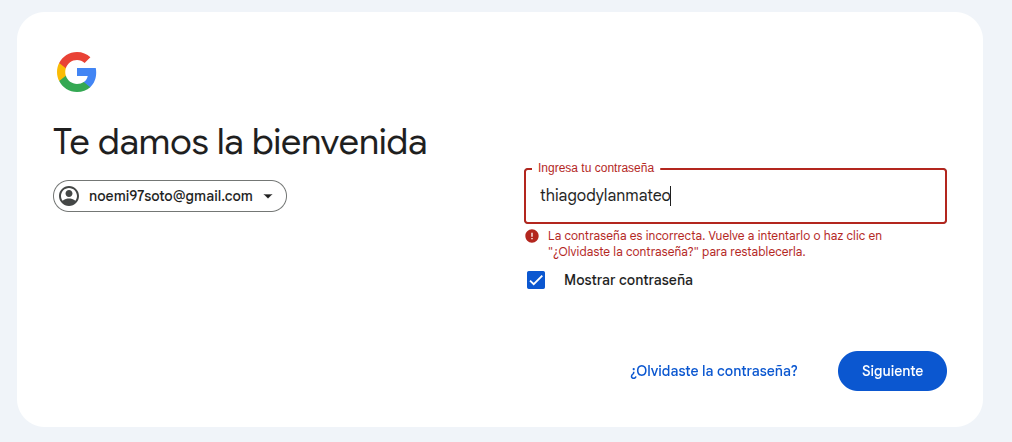 Te damos la bienvenida
noemi97soto@gmail.com
Ingresa tu contraseña
thiagodylanmateo
La contraseña es incorrecta. Vuelve a intentarlo o haz clic en
"¿Olvidaste la contraseña?" para restablecerla.
Mostrar contraseña
¿Olvidaste la contraseña?
Siguiente